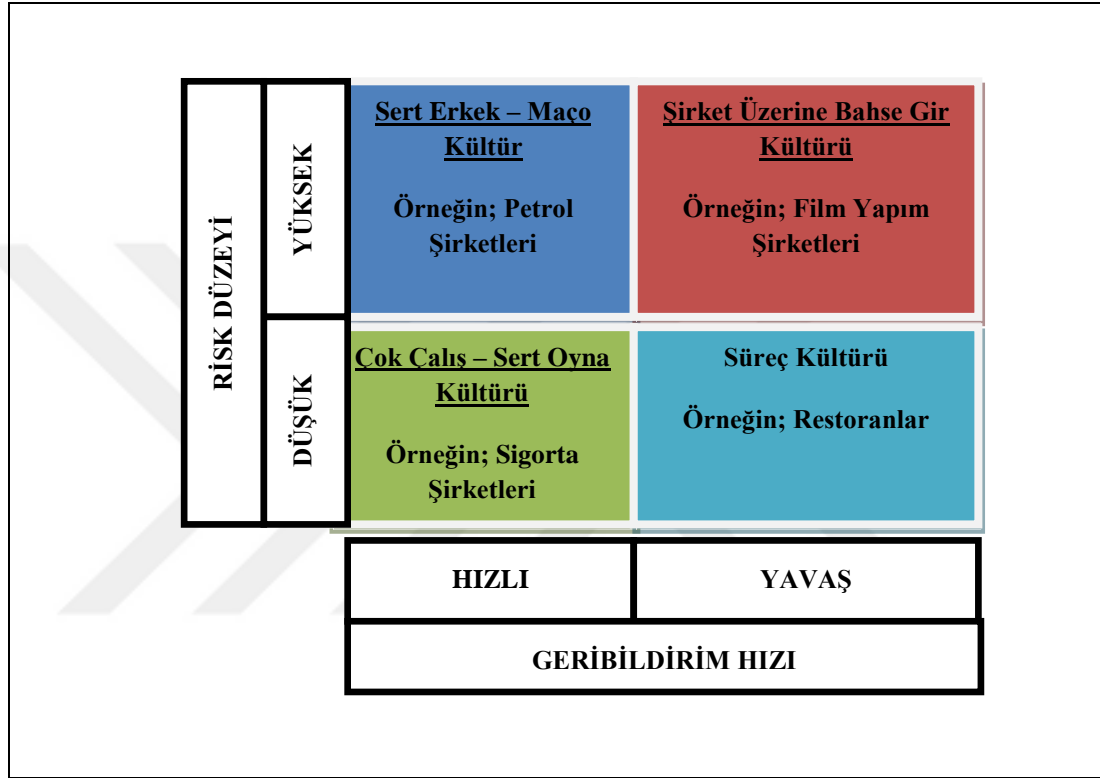 RİSK DÜZEYİ
YÜKSEK
Sert Erkek – Maço
Kültür
Örneğin; Petrol
Şirketleri
Şirket Üzerine Bahse Gir
Kültürü
Örneğin; Film Yapım
Şirketleri
DÜŞÜK
Çok Çalış – Sert Oyna
Kültürü
Örneğin; Sigorta
Şirketleri
Süreç Kültürü
Örneğin; Restoranlar
HIZLI
YAVAŞ
GERİBİLDİRİM HIZI